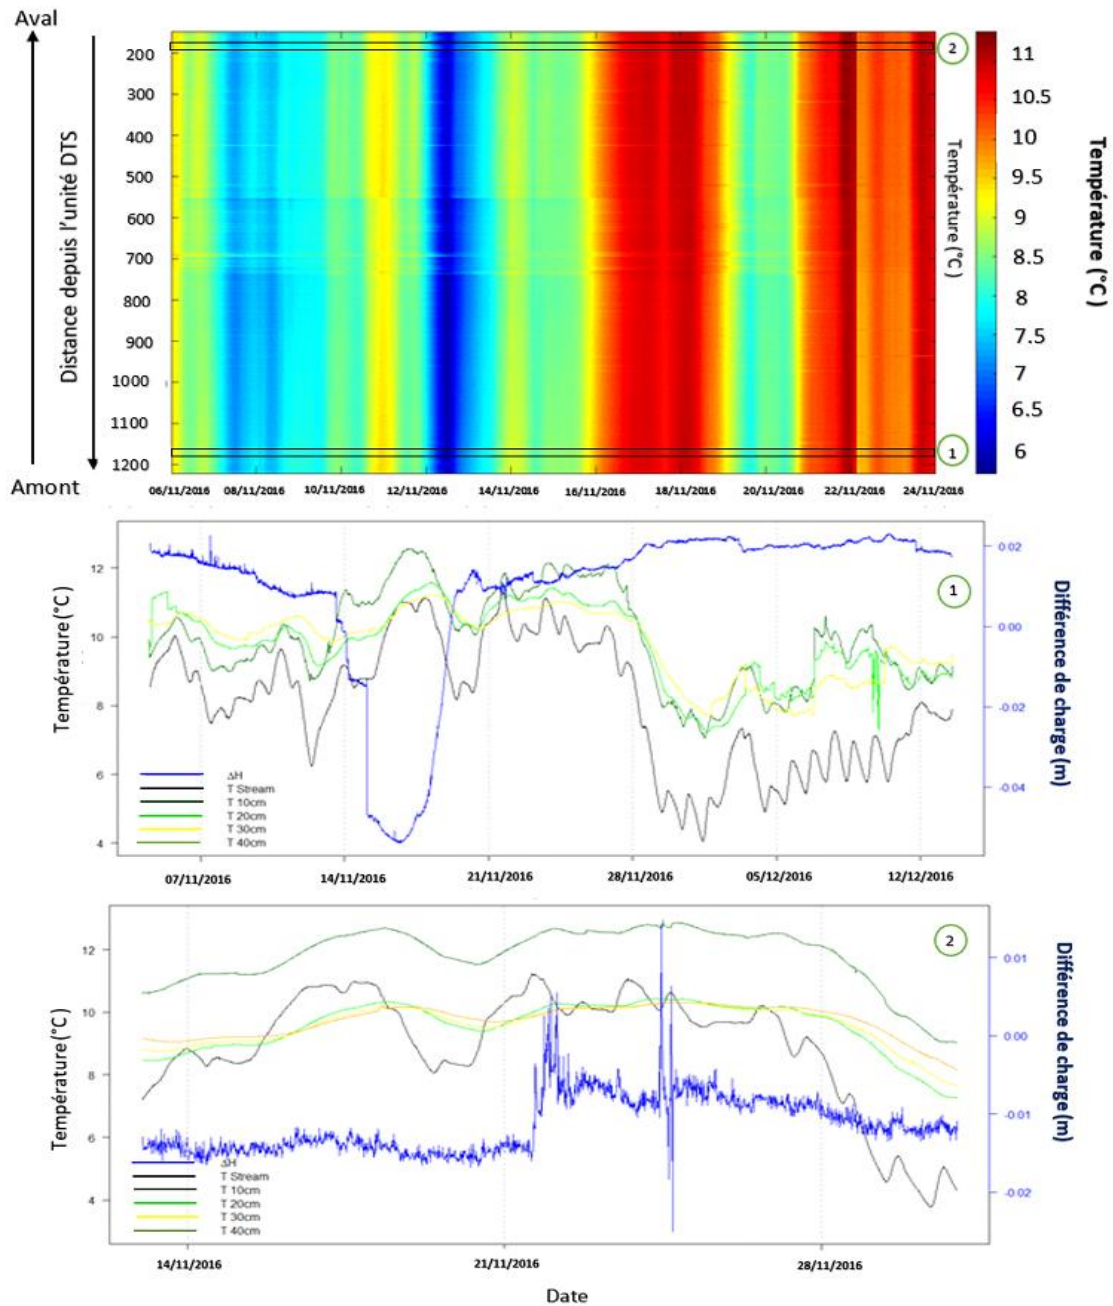 Aval
Amont
Distance depuis l'unité DTS
200
300
400
500
600
700
800
900
1000
1100
1200
06/11/2016 08/11/2016 10/11/2016 12/11/2016 14/11/2016 16/11/2016 18/11/2016 20/11/2016 22/11/2016 24/11/2016
2
1
Température (°C)
11
10.5
10
9.5
9
8.5
8
7.5
7
6.5
6
Température (°C)
Température (°C)
12
10
8
6
4
ΔH
T Stream
T 10cm
T 20cm
T 30cm
T 40cm
1
0.02
0.00
-0.02
-0.04
Différence de charge (m)
07/11/2016 14/11/2016 21/11/2016 28/11/2016 05/12/2016 12/12/2016
Température (°C)
12
10
8
6
4
ΔH
T Stream
T 10cm
T 20cm
T 30cm
T 40cm
2
0.01
0.00
-0.01
-0.02
Différence de charge (m)
14/11/2016 21/11/2016 28/11/2016
Date